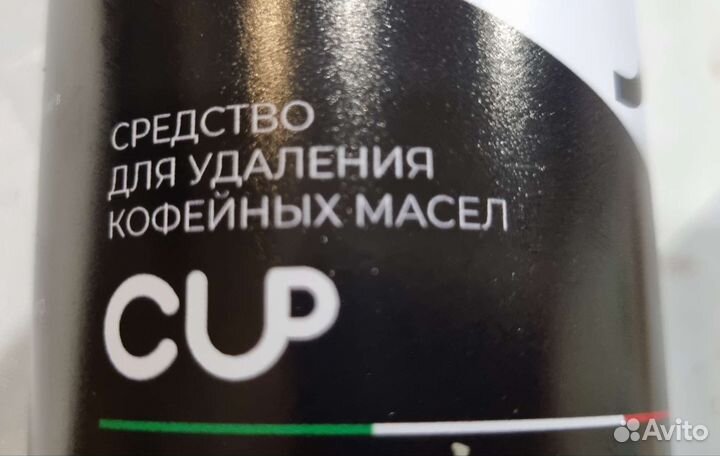 СРЕДСТВО
ДЛЯ УДАЛЕНИЯ
КОФЕЙНЫХ МАСЕЛ
CUP
Avito